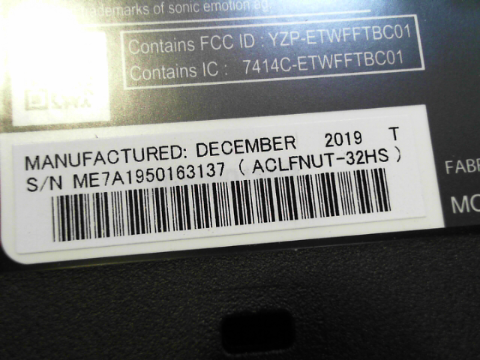 trademarks of sonic emotion ag
Contains FCC ID : YZP-ETWFFTBC01
Contains IC : 7414C-ETWFFTBC01
MANUFACTURED: DECEMBER 2019 T
S/N ME7A1950163137 ( ACLFNUT-32HS )
FABR
MO